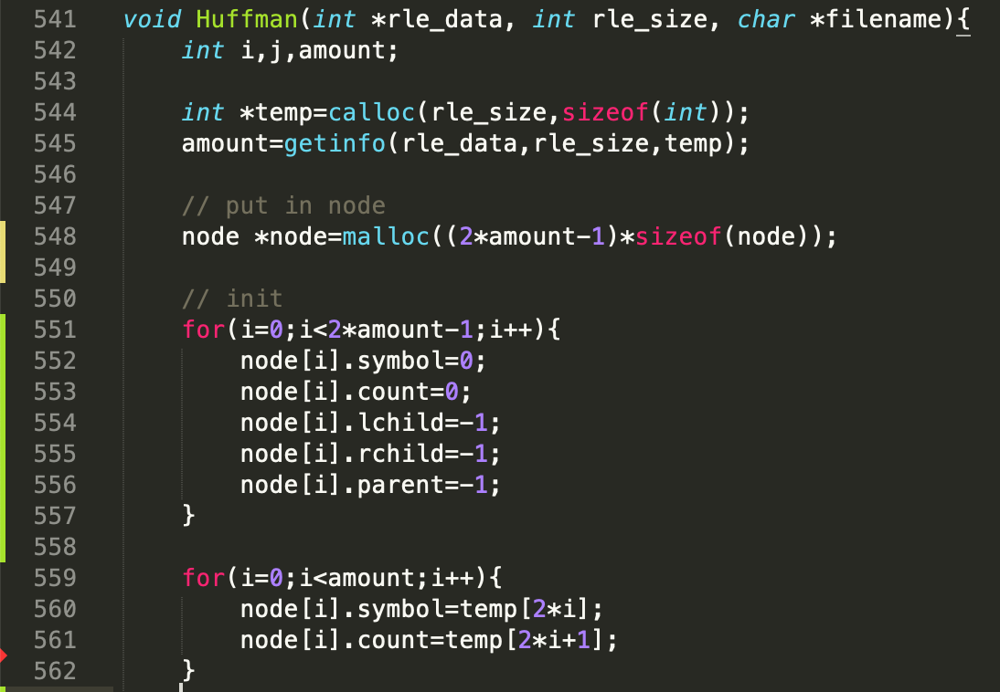 541 void Huffman(int *rle_data, int rle_size, char *filename){
542     int i,j,amount;
543
544     int *temp=calloc(rle_size,sizeof(int));
545     amount=getinfo(rle_data,rle_size,temp);
546
547     // put in node
548     node *node=malloc((2*amount-1)*sizeof(node));
549
550     // init
551     for(i=0;i<2*amount-1;i++){
552         node[i].symbol=0;
553         node[i].count=0;
554         node[i].lchild=-1;
555         node[i].rchild=-1;
556         node[i].parent=-1;
557     }
558
559     for(i=0;i<amount;i++){
560         node[i].symbol=temp[2*i];
561         node[i].count=temp[2*i+1];
562     }